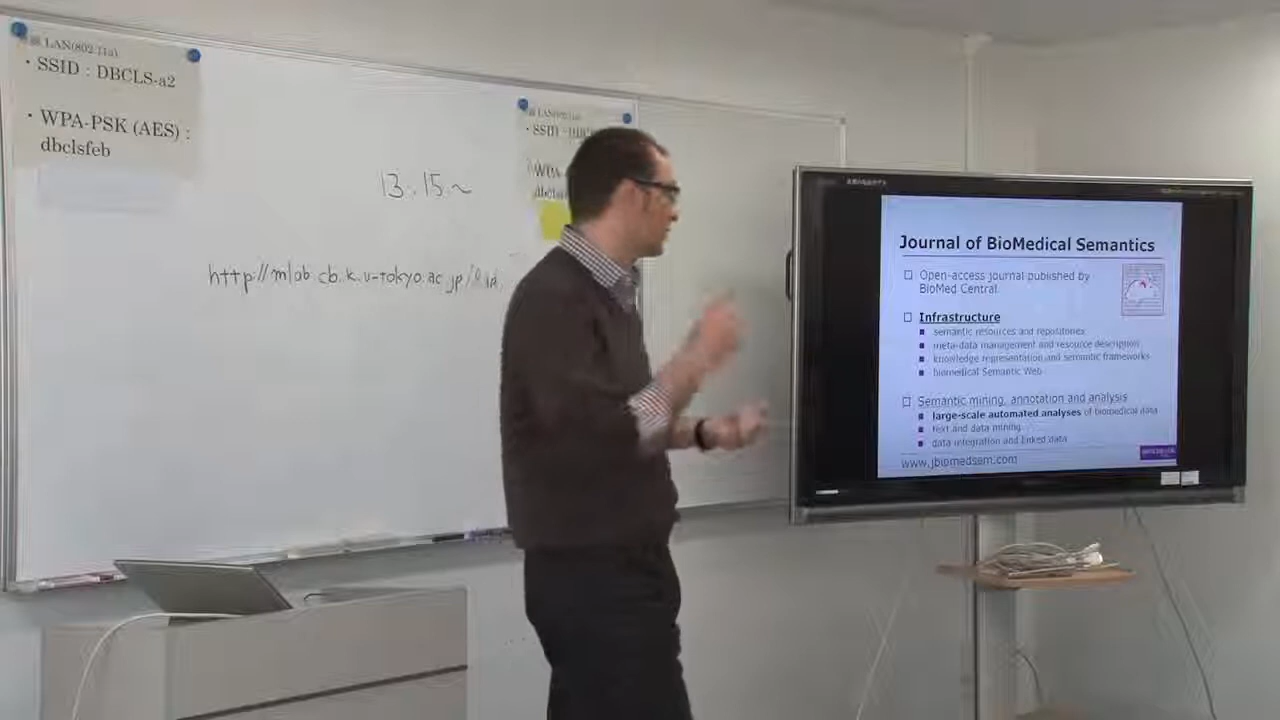 LAN(802.11a)
・SSID : DBCLS-a2
・WPA-PSK (AES) :
dbclsfeb
・SSID
13:15~
http://mlab.cb.k.u-tokyo.ac.jp/
Journal of BioMedical Semantics
Open-access journal published by
BioMed Central
Infrastructure
semantic resources and repositories
meta-data management and resource description
knowledge representation and semantic frameworks
biomedical Semantic Web
Semantic mining, annotation and analysis
large-scale automated analyses of biomedical data
text and data mining
data integration and linked data
www.jbiomedsem.com